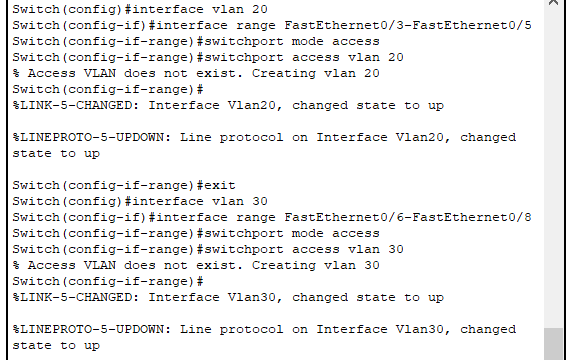 Switch(config)#interface vlan 20
Switch(config-if)#interface range FastEthernet0/3-FastEthernet0/5
Switch(config-if-range)#switchport mode access
Switch(config-if-range)#switchport access vlan 20
% Access VLAN does not exist. Creating vlan 20
Switch(config-if-range)#
%LINK-5-CHANGED: Interface Vlan20, changed state to up
%LINEPROTO-5-UPDOWN: Line protocol on Interface Vlan20, changed
state to up
Switch(config-if-range)#exit
Switch(config)#interface vlan 30
Switch(config-if)#interface range FastEthernet0/6-FastEthernet0/8
Switch(config-if-range)#switchport mode access
Switch(config-if-range)#switchport access vlan 30
% Access VLAN does not exist. Creating vlan 30
Switch(config-if-range)#
%LINK-5-CHANGED: Interface Vlan30, changed state to up
%LINEPROTO-5-UPDOWN: Line protocol on Interface Vlan30, changed
state to up